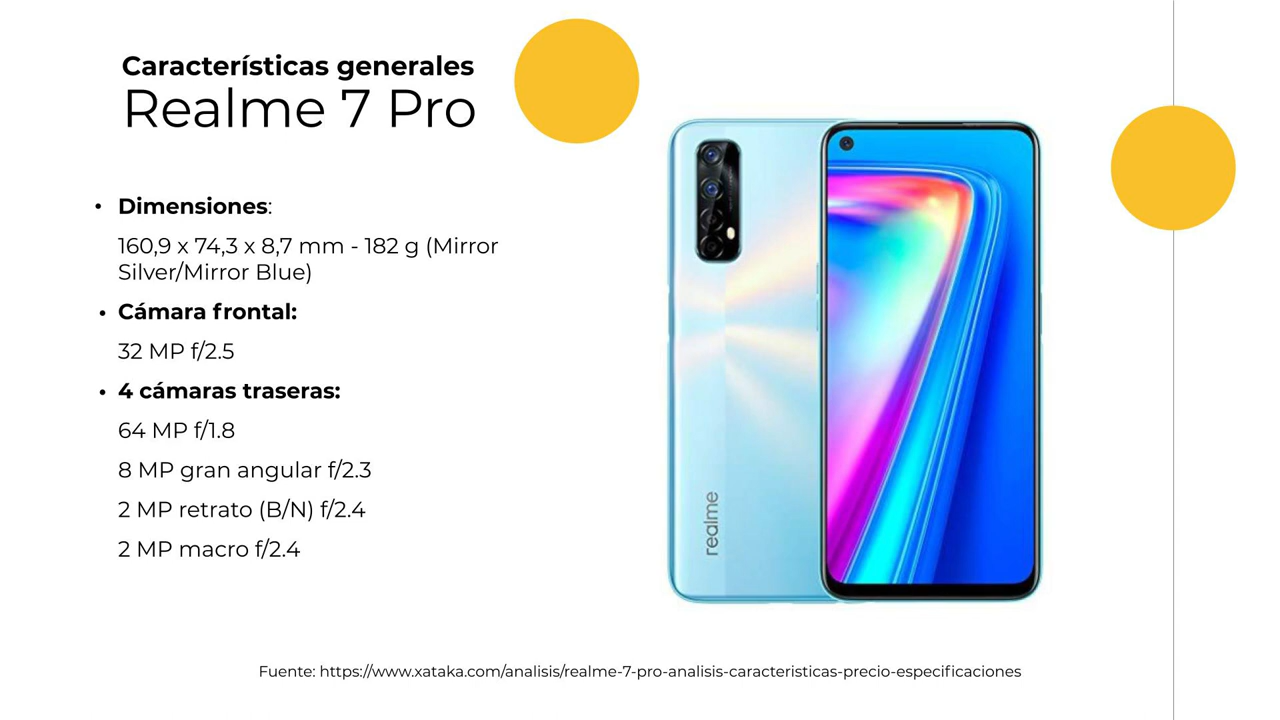 Características generales
Realme 7 Pro
• Dimensiones:
160,9 x 74,3 x 8,7 mm - 182 g (Mirror
Silver/Mirror Blue)
• Cámara frontal:
32 MP f/2.5
• 4 cámaras traseras:
64 MP f/1.8
8 MP gran angular f/2.3
2 MP retrato (B/N) f/2.4
2 MP macro f/2.4
realme
Fuente: https://www.xataka.com/analisis/realme-7-pro-analisis-caracteristicas-precio-especificaciones